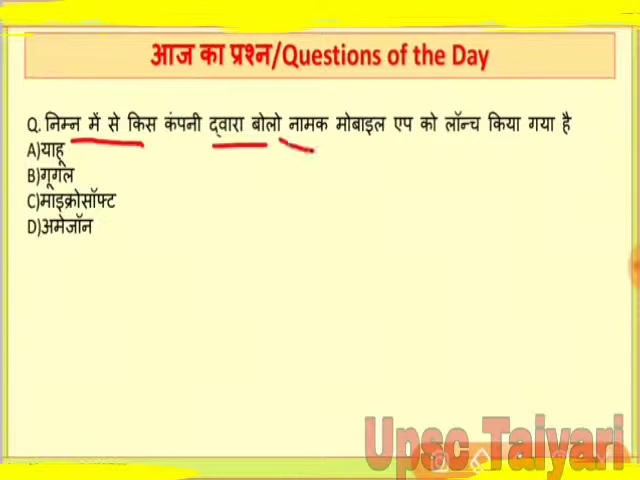 आज का प्रश्न/Questions of the Day
Q. निम्न में से किस कंपनी द्वारा बोलो नामक मोबाइल एप को लॉन्च किया गया है
A)याहू
B)गूगल
C)माइक्रोसॉफ्ट
D)अमेजॉन
Upsc Taiyari